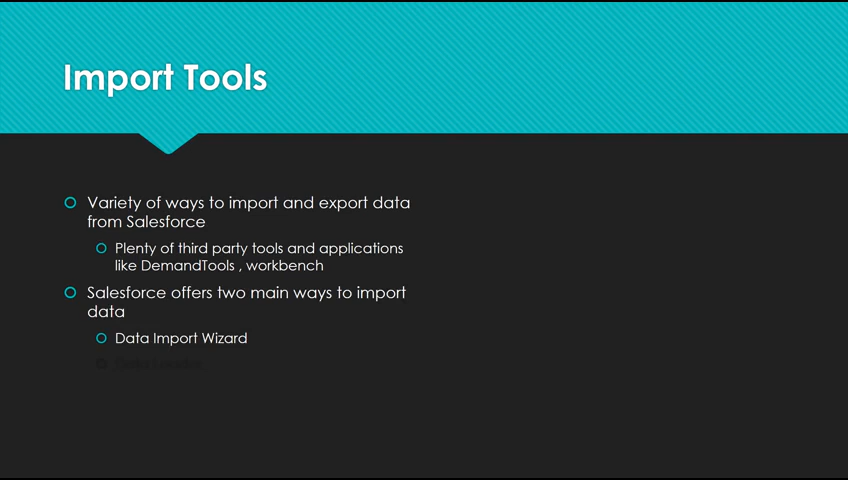 Import Tools
Variety of ways to import and export data
from Salesforce
Plenty of third party tools and applications
like DemandTools , workbench
Salesforce offers two main ways to import
data
Data Import Wizard